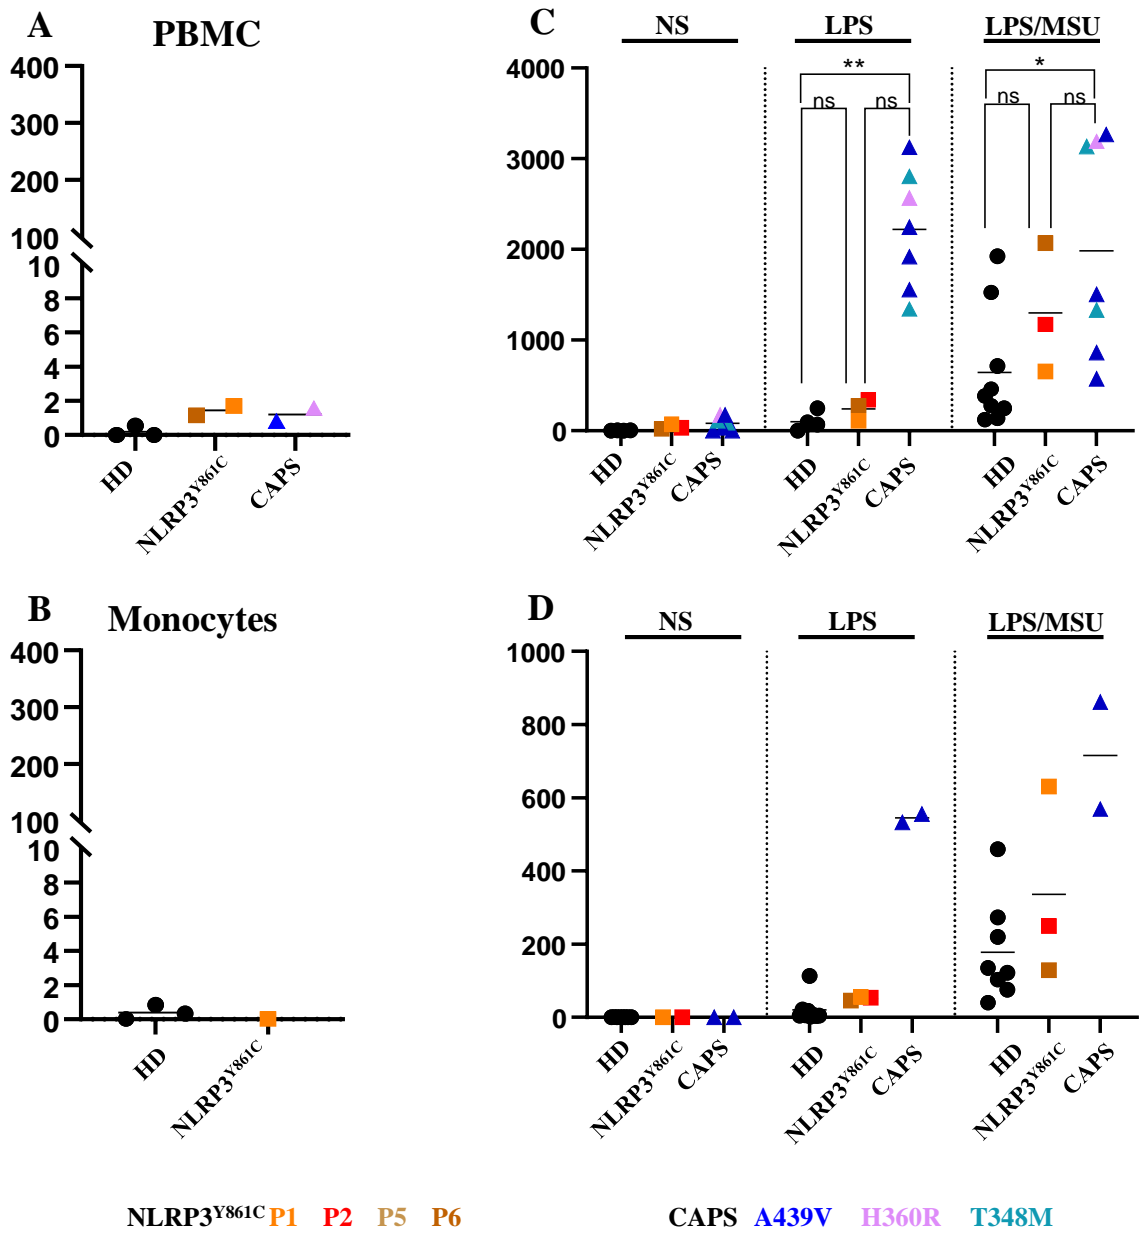 A
PBMC
400
300
200
100
10
8
6
4
2
0
HD
NLRP3Y861C
CAPS
C
NS
LPS
LPS/MSU
4000
3000
2000
1000
0
**
ns
ns
*
ns
ns
HD
NLRP3Y861C
CAPS
HD
NLRP3Y861C
CAPS
HD
NLRP3Y861C
CAPS
B
Monocytes
400
300
200
100
10
8
6
4
2
0
HD
NLRP3Y861C
D
NS
LPS
LPS/MSU
1000
800
600
400
200
0
HD
NLRP3Y861C
CAPS
HD
NLRP3Y861C
CAPS
HD
NLRP3Y861C
CAPS
NLRP3Y861C P1 P2 P5 P6
CAPS A439V H360R T348M